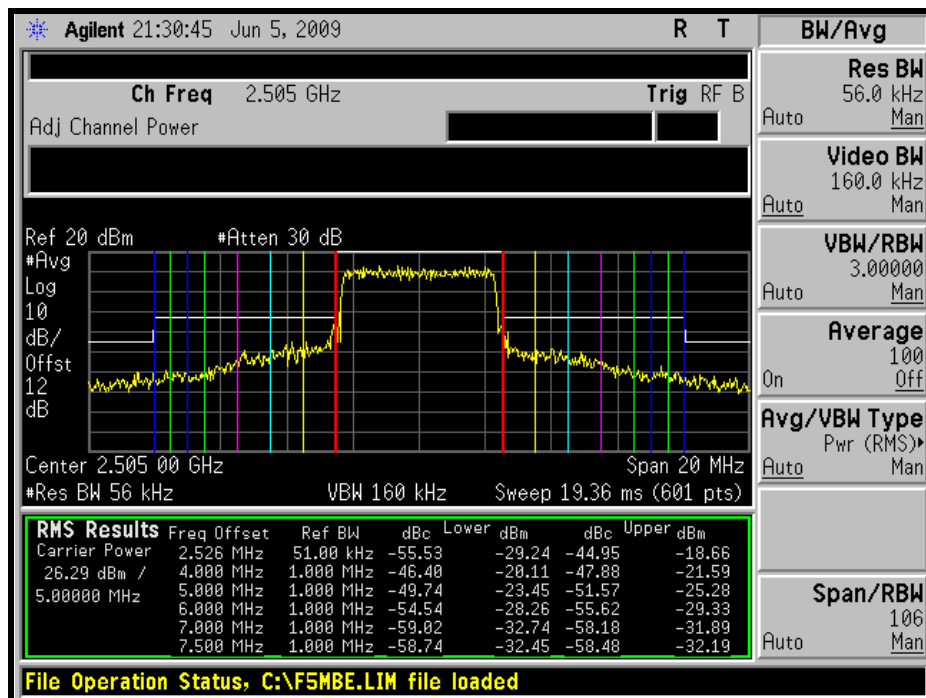 Agilent 21:30:45 Jun 5, 2009 R T
BW/Avg
Ch Freq 2.505 GHz Trig RF B
Adj Channel Power
Ref 20 dBm #Atten 30 dB
#Avg
Log
10
dB/
Offst
12
dB
Center 2.505 00 GHz Span 20 MHz
#Res BW 56 kHz VBW 160 kHz Sweep 19.36 ms (601 pts)
RMS Results Freq Offset Ref BW dBc Lower dBm dBc Upper dBm
Carrier Power 2.526 MHz 51.00 kHz -55.53 -29.24 -44.95 -18.66
26.29 dBm / 4.000 MHz 1.000 MHz -46.40 -20.11 -47.88 -21.59
5.00000 MHz 5.000 MHz 1.000 MHz -49.74 -23.45 -51.57 -25.28
6.000 MHz 1.000 MHz -54.54 -28.26 -55.62 -29.33
7.000 MHz 1.000 MHz -59.02 -32.74 -58.18 -31.89
7.500 MHz 1.000 MHz -58.74 -32.45 -58.48 -32.19
Res BW
56.0 kHz
Auto Man
Video BW
160.0 kHz
Auto Man
VBW/RBW
3.00000
Auto Man
Average
100
On Off
Avg/VBW Type
Pwr (RMS)▸
Auto Man
Span/RBW
106
Auto Man
File Operation Status, C:\F5MBE.LIM file loaded